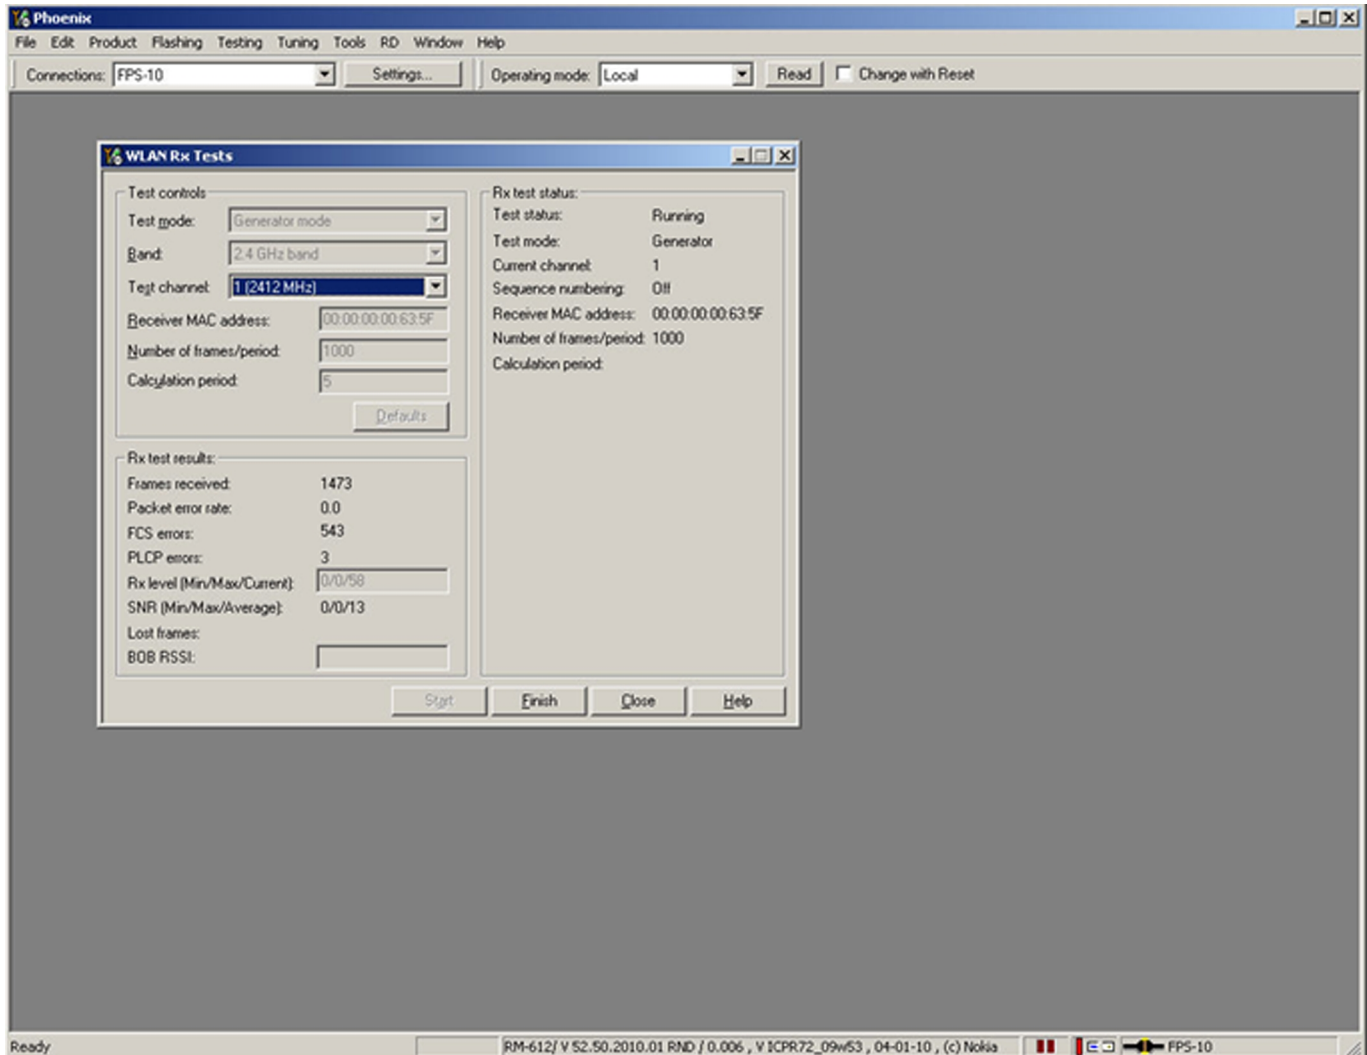 Phoenix
File Edit Product Flashing Testing Tuning Tools RD Window Help
Connections: FPS-10 Settings... Operating mode: Local Read Change with Reset
WLAN Rx Tests
Test controls
Test mode: Generator mode
Band: 2.4 GHz band
Test channel: 1 (2412 MHz)
Receiver MAC address: 00:00:00:00:63:5F
Number of frames/period: 1000
Calculation period: 5
Defaults
Rx test results:
Frames received: 1473
Packet error rate: 0.0
FCS errors: 543
PLCP errors: 3
Rx level (Min/Max/Current): 0/0/58
SNR (Min/Max/Average): 0/0/13
Lost frames:
BOB RSSI:
Rx test status:
Test status: Running
Test mode: Generator
Current channel: 1
Sequence numbering: Off
Receiver MAC address: 00:00:00:00:63:5F
Number of frames/period: 1000
Calculation period:
Start Finish Close Help
Ready RM-612/ V 52.50.2010.01 RND / 0.006 , V ICPR72_09w53 , 04-01-10 , (c) Nokia FPS-10